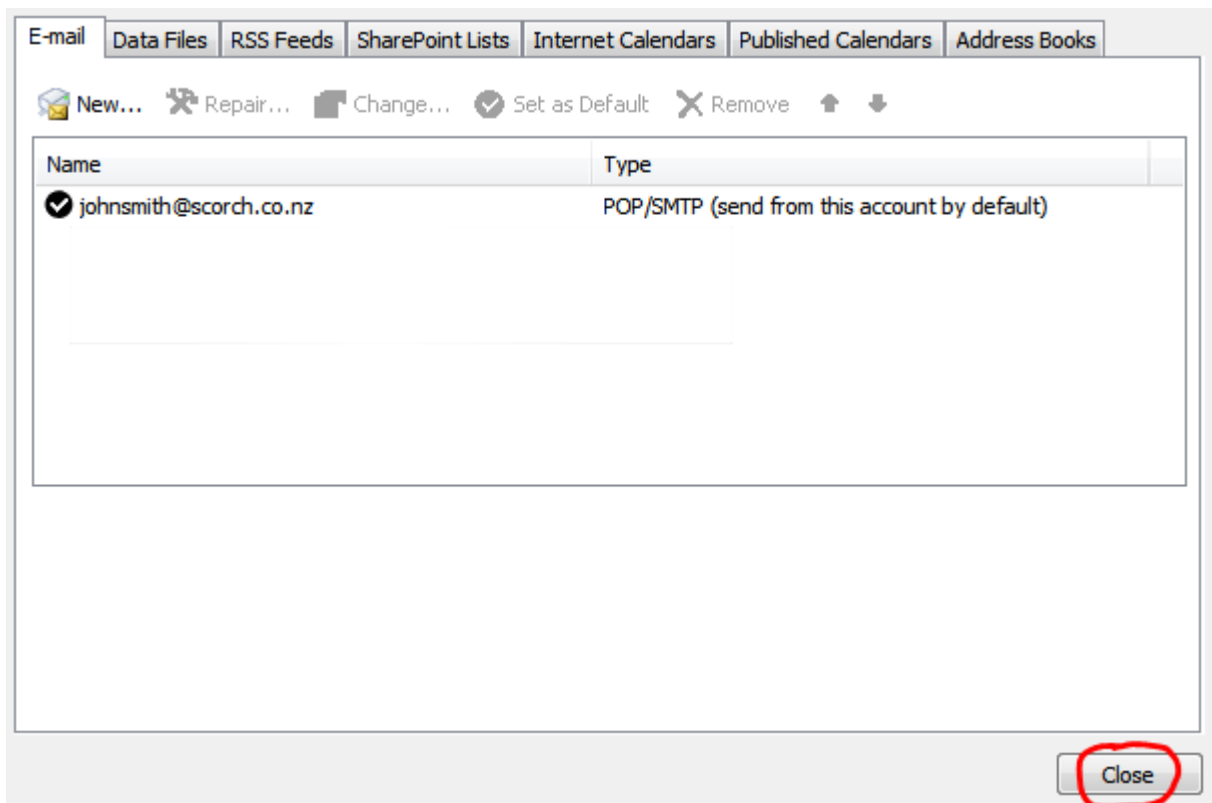 E-mail Data Files RSS Feeds SharePoint Lists Internet Calendars Published Calendars Address Books
New... Repair... Change... Set as Default Remove
Name Type
johnsmith@scorch.co.nz POP/SMTP (send from this account by default)
Close